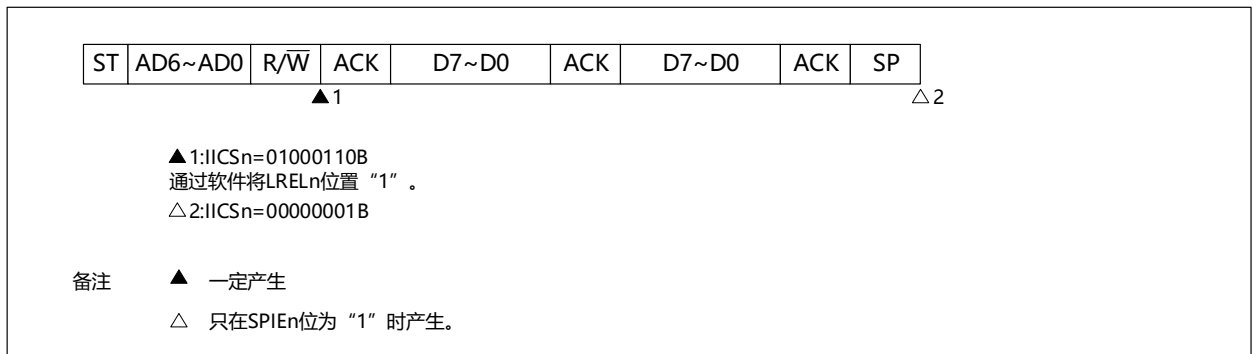 ST AD6~AD0 R/W̅ ACK D7~D0 ACK D7~D0 ACK SP
▲1 △2
▲1:IICSn=01000110B
通过软件将LRELn位置“1”。
△2:IICSn=00000001B
备注 ▲ 一定产生
△ 只在SPIEn位为“1”时产生。